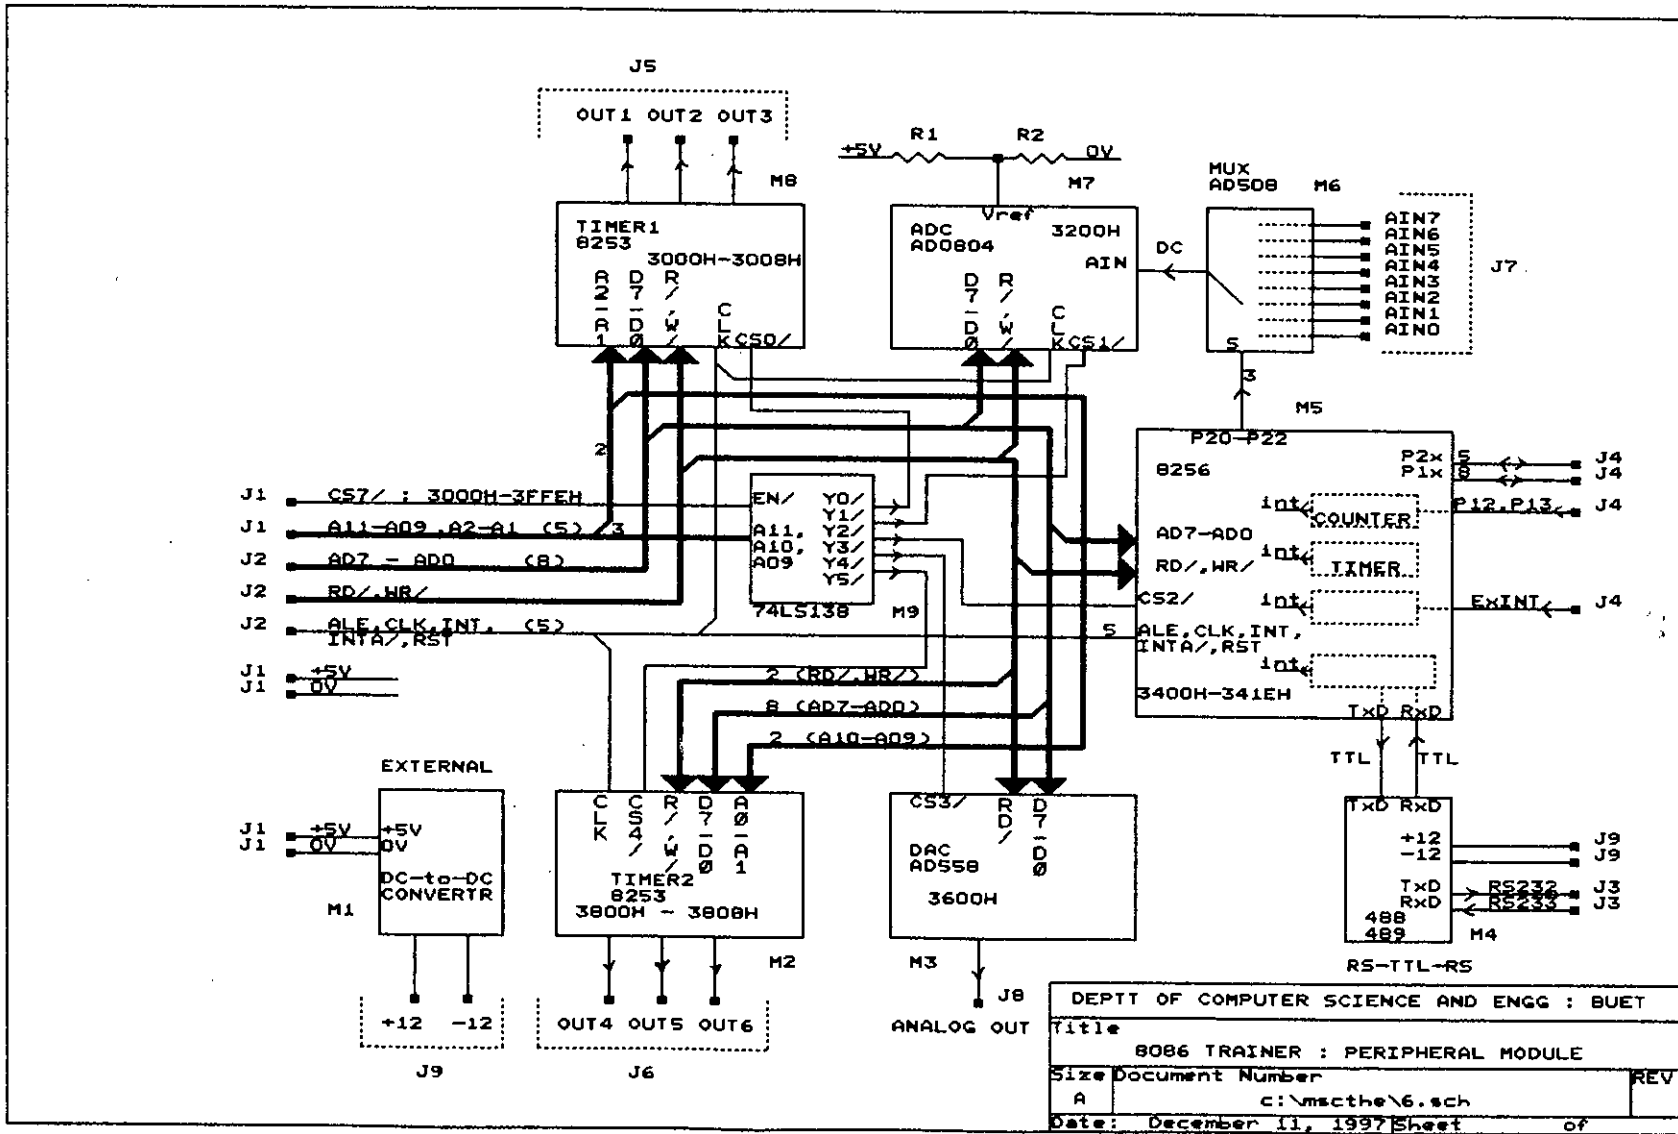 J5
OUT1 OUT2 OUT3
M8
TIMER1
8253
3000H-3008H
A2-A1
D7-D0
R/,W/
CLK
CS0/
+5V
R1
R2
0V
M7
Vref
ADC
AD0804
3200H
AIN
D7-D0
R/,W/
CLK
CS1/
DC
MUX
AD508
M6
S
3
AIN7
AIN6
AIN5
AIN4
AIN3
AIN2
AIN1
AIN0
J7
2
J1 CS7/ : 3000H-3FFEH
J1 A11-A09,A2-A1 (5) 3
J2 AD7 - AD0 (8)
J2 RD/,WR/
J2 ALE,CLK,INT, (5)
INTA/,RST
J1 +5V
J1 0V
EN/
A11,
A10,
A09
Y0/
Y1/
Y2/
Y3/
Y4/
Y5/
74LS138
M9
M5
P20-P22
8256
P2x 5 J4
P1x 8 J4
int COUNTER P12,P13 J4
AD7-AD0
int TIMER
RD/,WR/
CS2/
int ExINT J4
5 ALE,CLK,INT,
INTA/,RST
int
3400H-341EH
TxD RxD
TTL TTL
2 (RD/,WR/)
8 (AD7-AD0)
2 (A10-A09)
EXTERNAL
J1 +5V +5V
J1 0V 0V
DC-to-DC
CONVERTR
M1
+12 -12
J9
CLK
CS4/
R/,W/
D7-D0
A0-A1
TIMER2
8253
3800H - 3808H
M2
OUT4 OUT5 OUT6
J6
CS3/
RD/
D7-D0
DAC
AD558
3600H
M3
J8
ANALOG OUT
TxD RxD
+12 J9
-12 J9
TxD RS232 J3
RxD RS233 J3
488
489
M4
RS-TTL-RS
DEPTT OF COMPUTER SCIENCE AND ENGG : BUET
Title
8086 TRAINER : PERIPHERAL MODULE
Size Document Number REV
A c:\mscthe\6.sch
Date: December 11, 1997 Sheet of